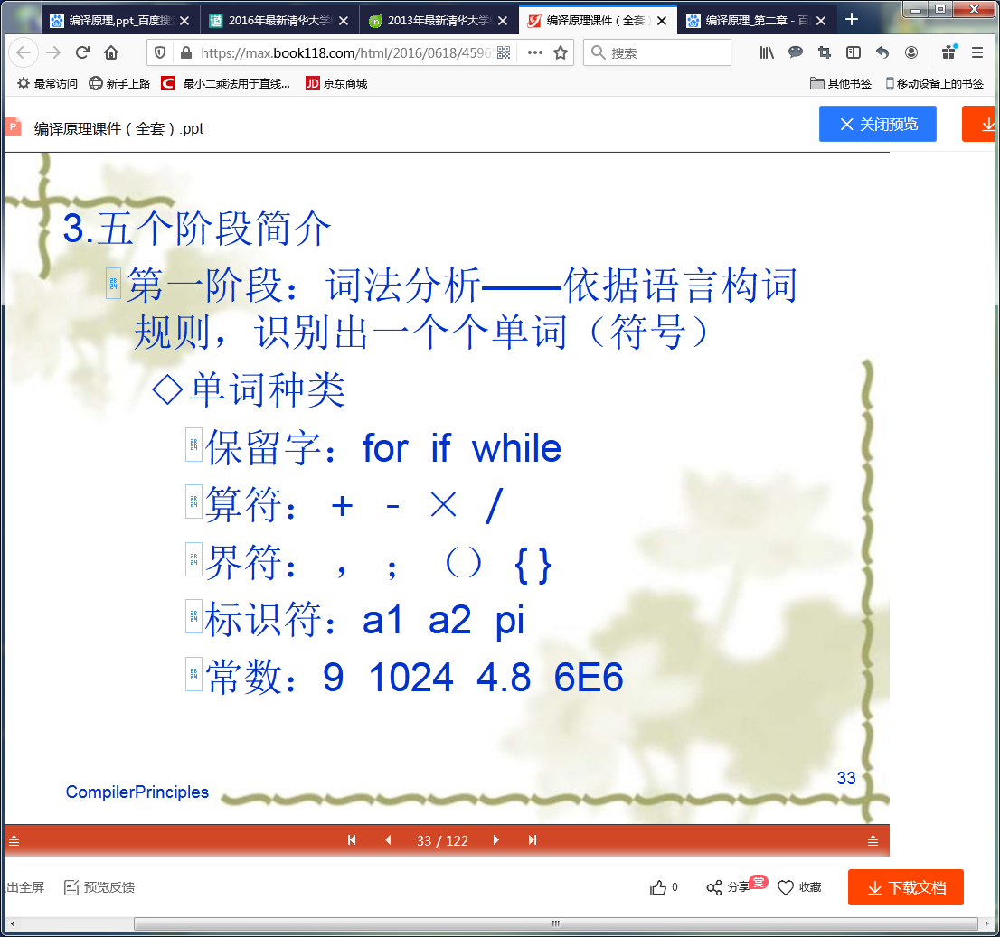 编译原理.ppt_百度搜
2016年最新清华大学
2013年最新清华大学
编译原理课件（全套）
编译原理_第二章 - 百
https://max.book118.com/html/2016/0618/4596
搜索
最常访问 新手上路 最小二乘法用于直线... JD 京东商城 其他书签 移动设备上的书签
编译原理课件（全套）.ppt
关闭预览
3.五个阶段简介
第一阶段：词法分析——依据语言构词
规则，识别出一个个单词（符号）
◇单词种类
保留字：for if while
算符： + - × /
界符： ， ； （） { }
标识符：a1 a2 pi
常数：9 1024 4.8 6E6
CompilerPrinciples
33
33 / 122
出全屏 预览反馈 0 分享 赏 收藏 下载文档